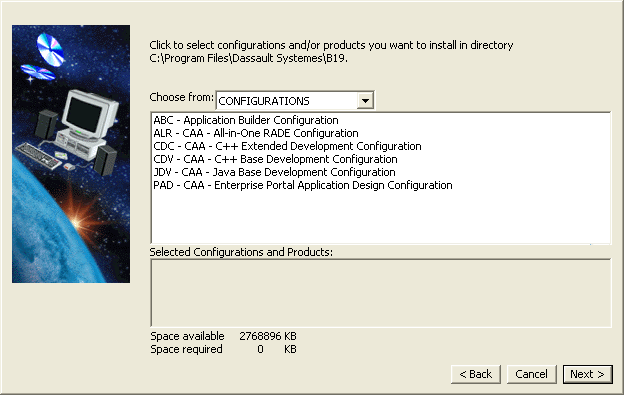 Click to select configurations and/or products you want to install in directory
C:\Program Files\Dassault Systemes\B19.
Choose from: CONFIGURATIONS
ABC - Application Builder Configuration
ALR - CAA - All-in-One RADE Configuration
CDC - CAA - C++ Extended Development Configuration
CDV - CAA - C++ Base Development Configuration
JDV - CAA - Java Base Development Configuration
PAD - CAA - Enterprise Portal Application Design Configuration
Selected Configurations and Products:
Space available 2768896 KB
Space required 0 KB
< Back Cancel Next >